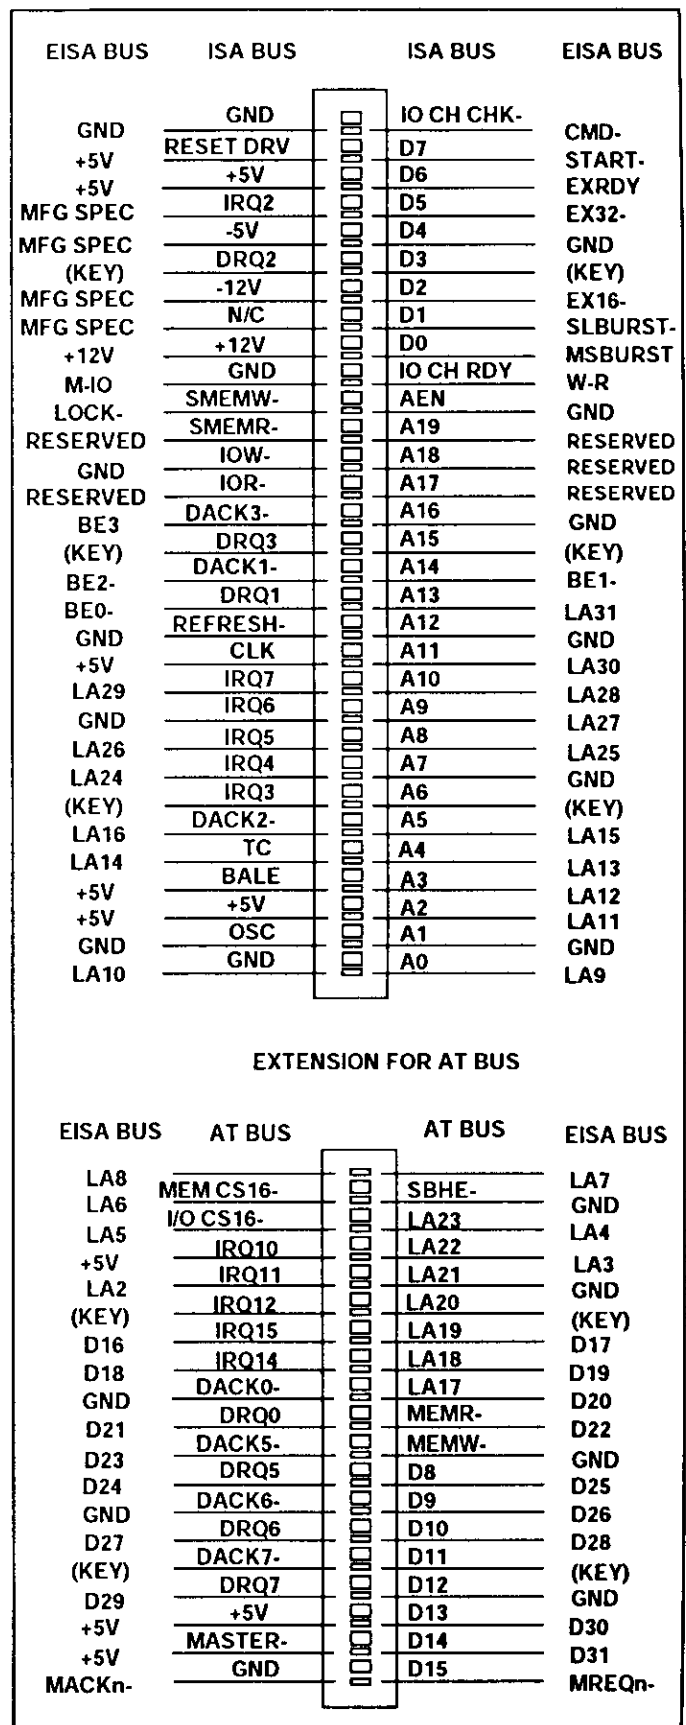 EISA BUS ISA BUS ISA BUS EISA BUS
GND IO CH CHK-
GND CMD-
RESET DRV D7
+5V START-
+5V D6
+5V EXRDY
IRQ2 D5
MFG SPEC EX32-
-5V D4
MFG SPEC GND
DRQ2 D3
(KEY) (KEY)
-12V D2
MFG SPEC EX16-
N/C D1
MFG SPEC SLBURST-
+12V D0
+12V MSBURST
GND IO CH RDY
M-IO W-R
SMEMW- AEN
LOCK- GND
SMEMR- A19
RESERVED RESERVED
IOW- A18
GND RESERVED
IOR- A17
RESERVED RESERVED
DACK3- A16
BE3 GND
DRQ3 A15
(KEY) (KEY)
DACK1- A14
BE2- BE1-
DRQ1 A13
BE0- LA31
REFRESH- A12
GND GND
CLK A11
+5V LA30
IRQ7 A10
LA29 LA28
IRQ6 A9
GND LA27
IRQ5 A8
LA26 LA25
IRQ4 A7
LA24 GND
IRQ3 A6
(KEY) (KEY)
DACK2- A5
LA16 LA15
TC A4
LA14 LA13
BALE A3
+5V LA12
+5V A2
+5V LA11
OSC A1
GND GND
GND A0
LA10 LA9
EXTENSION FOR AT BUS
EISA BUS AT BUS AT BUS EISA BUS
LA8 LA7
MEM CS16- SBHE-
LA6 GND
I/O CS16- LA23
LA5 LA4
IRQ10 LA22
+5V LA3
IRQ11 LA21
LA2 GND
IRQ12 LA20
(KEY) (KEY)
IRQ15 LA19
D16 D17
IRQ14 LA18
D18 D19
DACK0- LA17
GND D20
DRQ0 MEMR-
D21 D22
DACK5- MEMW-
D23 GND
DRQ5 D8
D24 D25
DACK6- D9
GND D26
DRQ6 D10
D27 D28
DACK7- D11
(KEY) (KEY)
DRQ7 D12
D29 GND
+5V D13
+5V D30
MASTER- D14
+5V D31
GND D15
MACKn- MREQn-